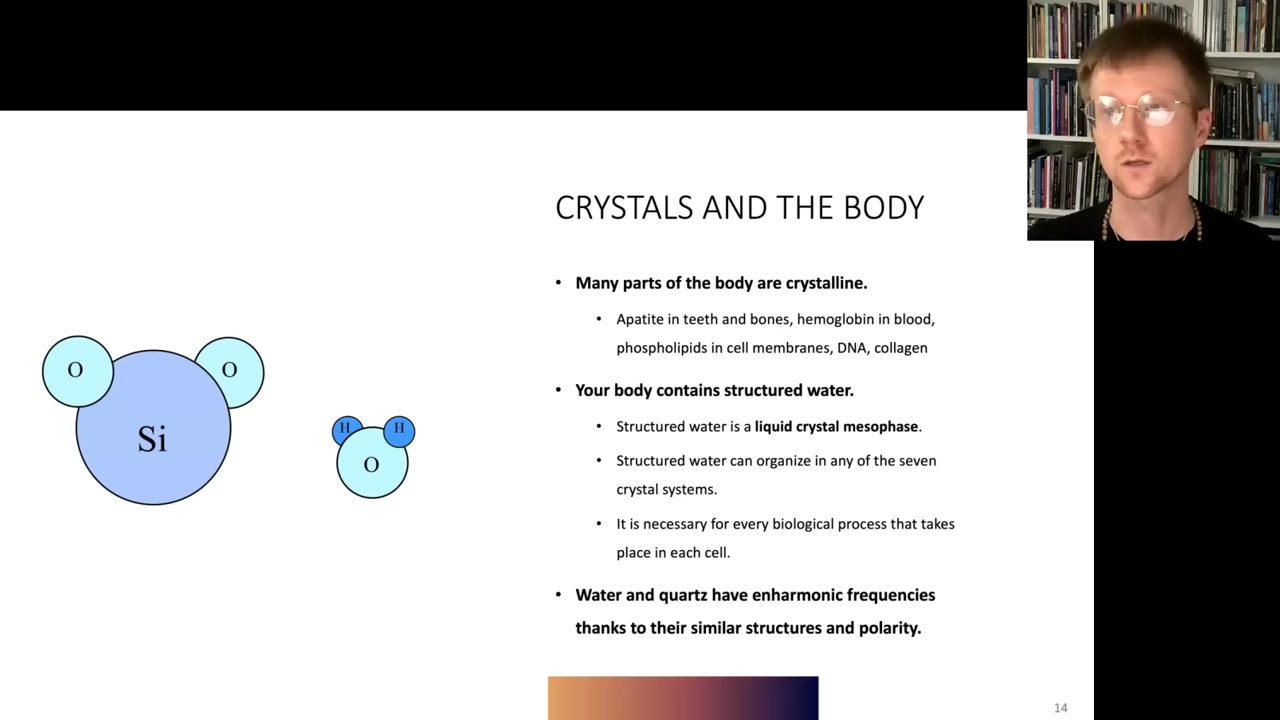 CRYSTALS AND THE BODY
• Many parts of the body are crystalline.
• Apatite in teeth and bones, hemoglobin in blood,
phospholipids in cell membranes, DNA, collagen
• Your body contains structured water.
• Structured water is a liquid crystal mesophase.
• Structured water can organize in any of the seven
crystal systems.
• It is necessary for every biological process that takes
place in each cell.
• Water and quartz have enharmonic frequencies
thanks to their similar structures and polarity.
O O
Si
H H
O
14